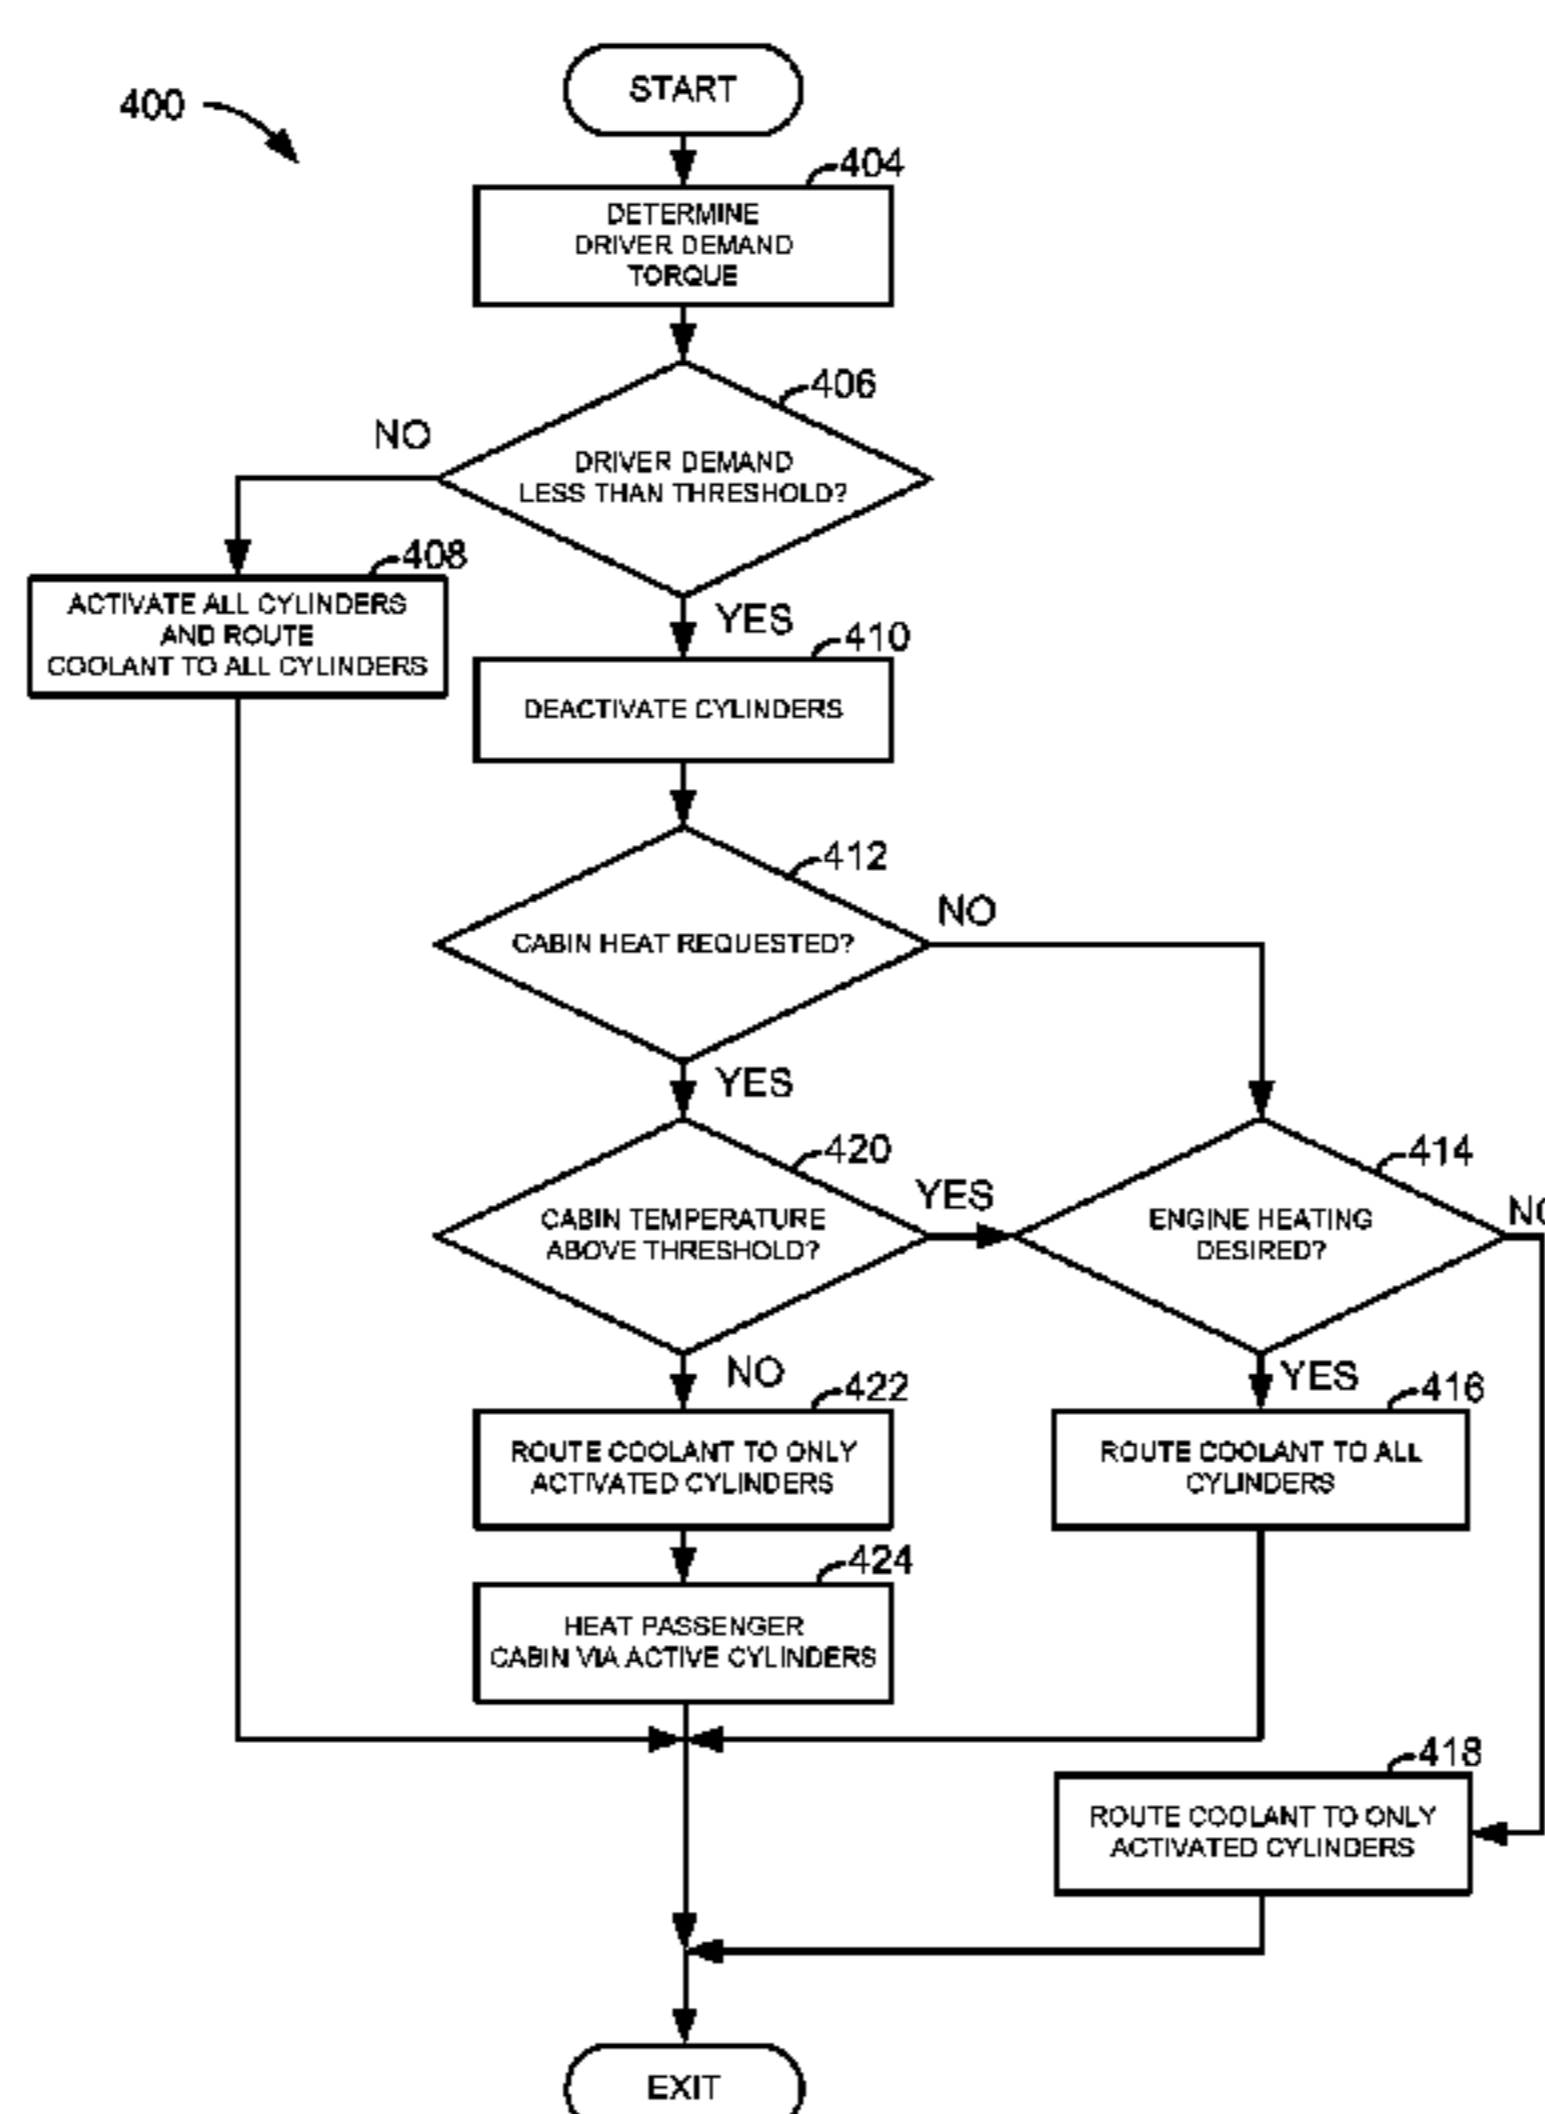 400
START
404
DETERMINE
DRIVER DEMAND
TORQUE
406
NO
DRIVER DEMAND
LESS THAN THRESHOLD?
408
ACTIVATE ALL CYLINDERS
AND ROUTE
COOLANT TO ALL CYLINDERS
YES
410
DEACTIVATE CYLINDERS
412
NO
CABIN HEAT REQUESTED?
YES
420
414
YES
NO
CABIN TEMPERATURE
ABOVE THRESHOLD?
ENGINE HEATING
DESIRED?
NO
YES
422
416
ROUTE COOLANT TO ONLY
ACTIVATED CYLINDERS
ROUTE COOLANT TO ALL
CYLINDERS
424
HEAT PASSENGER
CABIN VIA ACTIVE CYLINDERS
418
ROUTE COOLANT TO ONLY
ACTIVATED CYLINDERS
EXIT